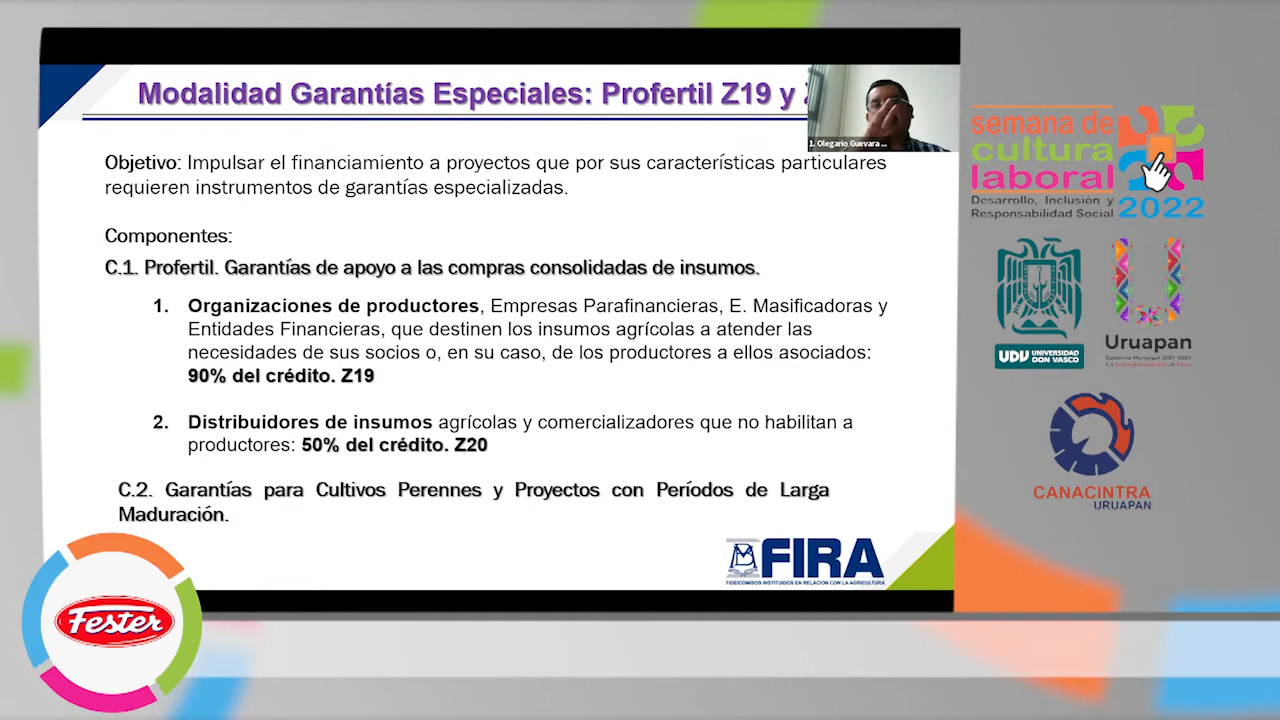 Modalidad Garantías Especiales: Profertil Z19 y
1. Olegario Guevara ...
Objetivo: Impulsar el financiamiento a proyectos que por sus características particulares
requieren instrumentos de garantías especializadas.
Componentes:
C.1. Profertil. Garantías de apoyo a las compras consolidadas de insumos.
1. Organizaciones de productores, Empresas Parafinancieras, E. Masificadoras y
Entidades Financieras, que destinen los insumos agrícolas a atender las
necesidades de sus socios o, en su caso, de los productores a ellos asociados:
90% del crédito. Z19
2. Distribuidores de insumos agrícolas y comercializadores que no habilitan a
productores: 50% del crédito. Z20
C.2. Garantías para Cultivos Perennes y Proyectos con Períodos de Larga
Maduración.
FIRA
FIDEICOMISOS INSTITUIDOS EN RELACIÓN CON LA AGRICULTURA
semana de
cultura
laboral
Desarrollo, Inclusión y
Responsabilidad Social
2022
UDV UNIVERSIDAD
DON VASCO
Uruapan
Gobierno Municipal 2021-2024
CANACINTRA
URUAPAN
Fester